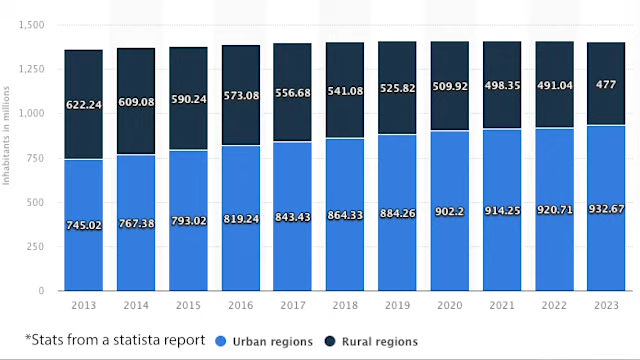 1,500
1,250
1,000
750
500
250
0
Inhabitants in millions
622.24 609.08 590.24 573.08 556.68 541.08 525.82 509.92 498.35 491.04 477
745.02 767.38 793.02 819.24 843.43 864.33 884.26 902.2 914.25 920.71 932.67
2013 2014 2015 2016 2017 2018 2019 2020 2021 2022 2023
*Stats from a statista report Urban regions Rural regions